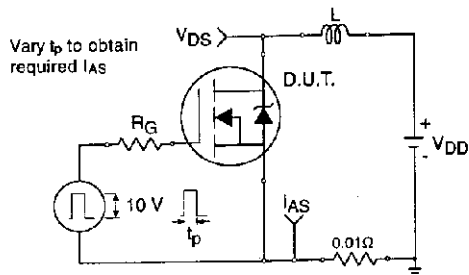 Vary tp to obtain
required IAS
VDS
L
D.U.T.
RG
+
VDD
-
10 V
tp
IAS
0.01Ω